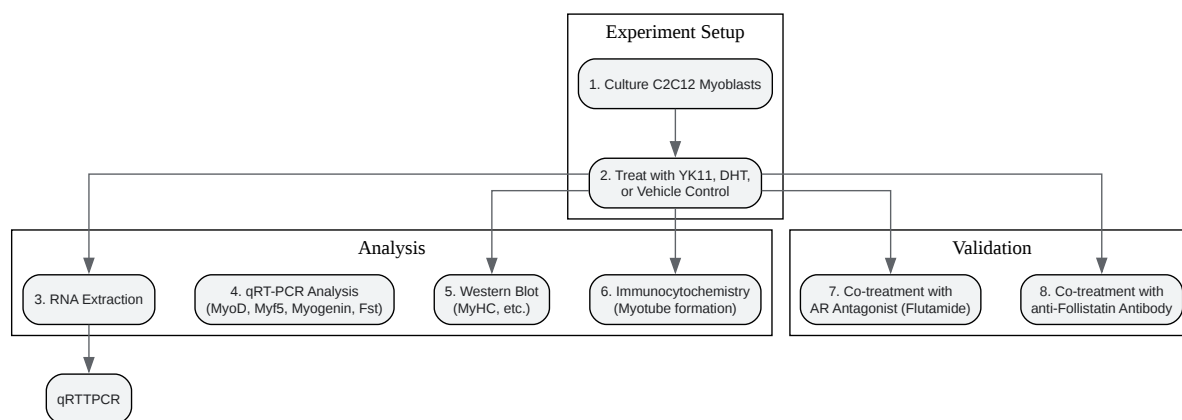 Experiment Setup
1. Culture C2C12 Myoblasts
2. Treat with YK11, DHT,
or Vehicle Control
Analysis
3. RNA Extraction
4. qRT-PCR Analysis
(MyoD, Myf5, Myogenin, Fst)
5. Western Blot
(MyHC, etc.)
6. Immunocytochemistry
(Myotube formation)
Validation
7. Co-treatment with
AR Antagonist (Flutamide)
8. Co-treatment with
anti-Follistatin Antibody
qRTTPCR